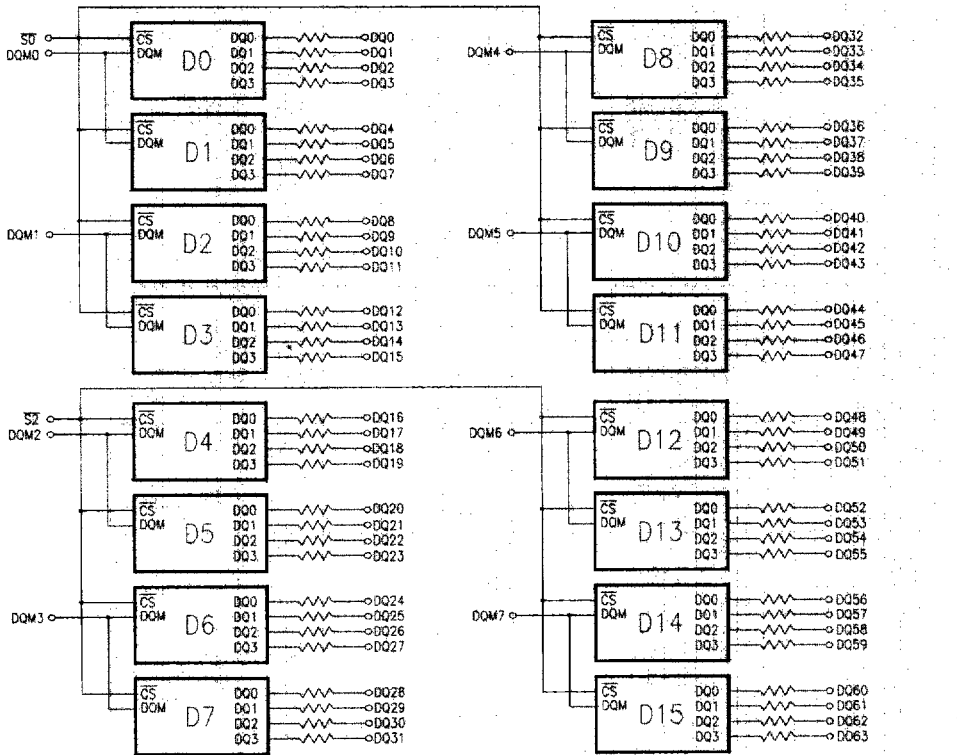 S0
DQM0
CS
DQM
D0
DQ0
DQ1
DQ2
DQ3
DQ0
DQ1
DQ2
DQ3
CS
DQM
D1
DQ0
DQ1
DQ2
DQ3
DQ4
DQ5
DQ6
DQ7
DQM1
CS
DQM
D2
DQ0
DQ1
DQ2
DQ3
DQ8
DQ9
DQ10
DQ11
CS
DQM
D3
DQ0
DQ1
DQ2
DQ3
DQ12
DQ13
DQ14
DQ15
S2
DQM2
CS
DQM
D4
DQ0
DQ1
DQ2
DQ3
DQ16
DQ17
DQ18
DQ19
CS
DQM
D5
DQ0
DQ1
DQ2
DQ3
DQ20
DQ21
DQ22
DQ23
DQM3
CS
DQM
D6
DQ0
DQ1
DQ2
DQ3
DQ24
DQ25
DQ26
DQ27
CS
DQM
D7
DQ0
DQ1
DQ2
DQ3
DQ28
DQ29
DQ30
DQ31
DQM4
CS
DQM
D8
DQ0
DQ1
DQ2
DQ3
DQ32
DQ33
DQ34
DQ35
CS
DQM
D9
DQ0
DQ1
DQ2
DQ3
DQ36
DQ37
DQ38
DQ39
DQM5
CS
DQM
D10
DQ0
DQ1
DQ2
DQ3
DQ40
DQ41
DQ42
DQ43
CS
DQM
D11
DQ0
DQ1
DQ2
DQ3
DQ44
DQ45
DQ46
DQ47
DQM6
CS
DQM
D12
DQ0
DQ1
DQ2
DQ3
DQ48
DQ49
DQ50
DQ51
CS
DQM
D13
DQ0
DQ1
DQ2
DQ3
DQ52
DQ53
DQ54
DQ55
DQM7
CS
DQM
D14
DQ0
DQ1
DQ2
DQ3
DQ56
DQ57
DQ58
DQ59
CS
DQM
D15
DQ0
DQ1
DQ2
DQ3
DQ60
DQ61
DQ62
DQ63